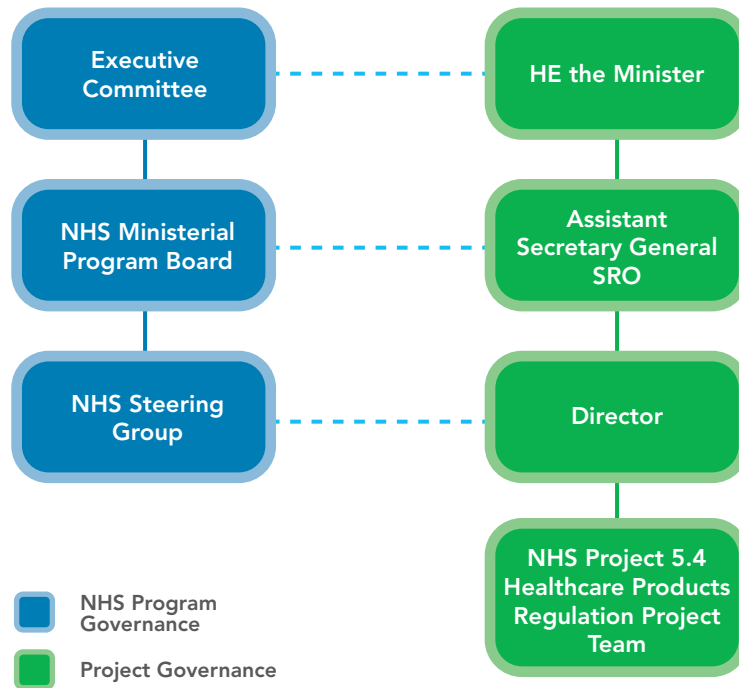 Executive
Committee
HE the Minister
NHS Ministerial
Program Board
Assistant
Secretary General
SRO
NHS Steering
Group
Director
NHS Project 5.4
Healthcare Products
Regulation Project
Team
NHS Program
Governance
Project Governance